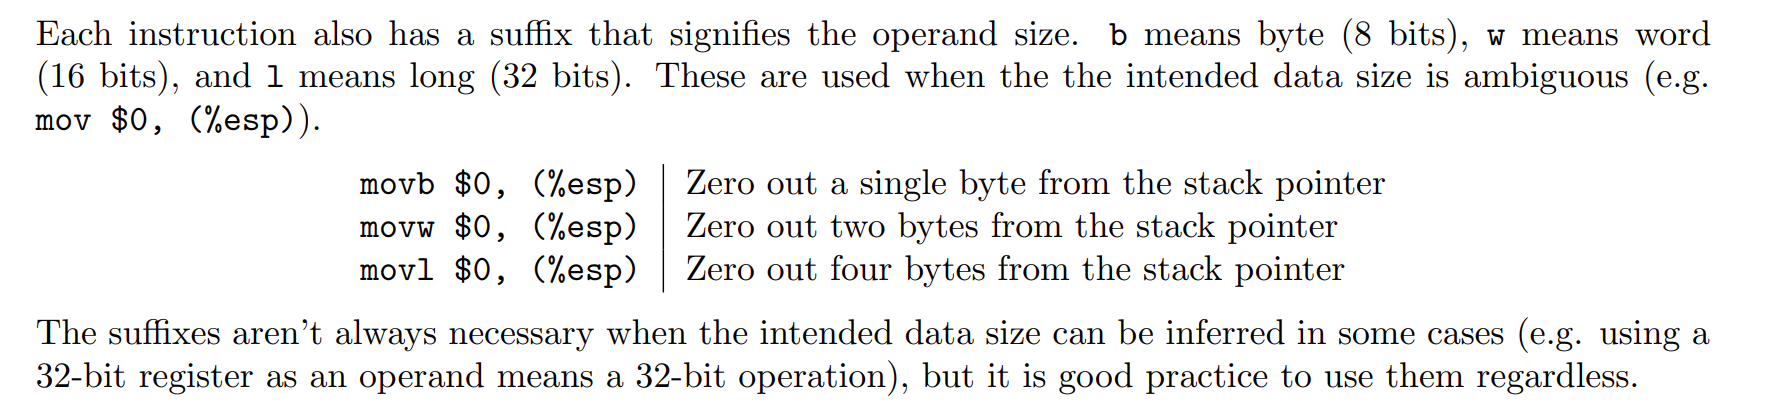 Each instruction also has a suffix that signifies the operand size. b means byte (8 bits), w means word
(16 bits), and l means long (32 bits). These are used when the the intended data size is ambiguous (e.g.
mov $0, (%esp)).
movb $0, (%esp) | Zero out a single byte from the stack pointer
movw $0, (%esp) | Zero out two bytes from the stack pointer
movl $0, (%esp) | Zero out four bytes from the stack pointer
The suffixes aren't always necessary when the intended data size can be inferred in some cases (e.g. using a
32-bit register as an operand means a 32-bit operation), but it is good practice to use them regardless.